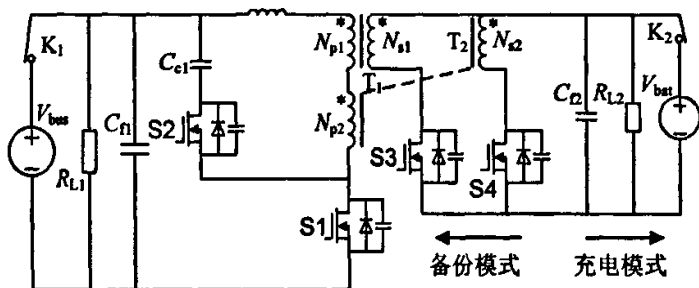 K1
Vbus
RL1
Cf1
Cc1
S2
S1
*
Np1
*
Np2
T1
*
Ns1
T2
*
Ns2
S3
S4
Cf2
RL2
K2
Vbat
备份模式
充电模式